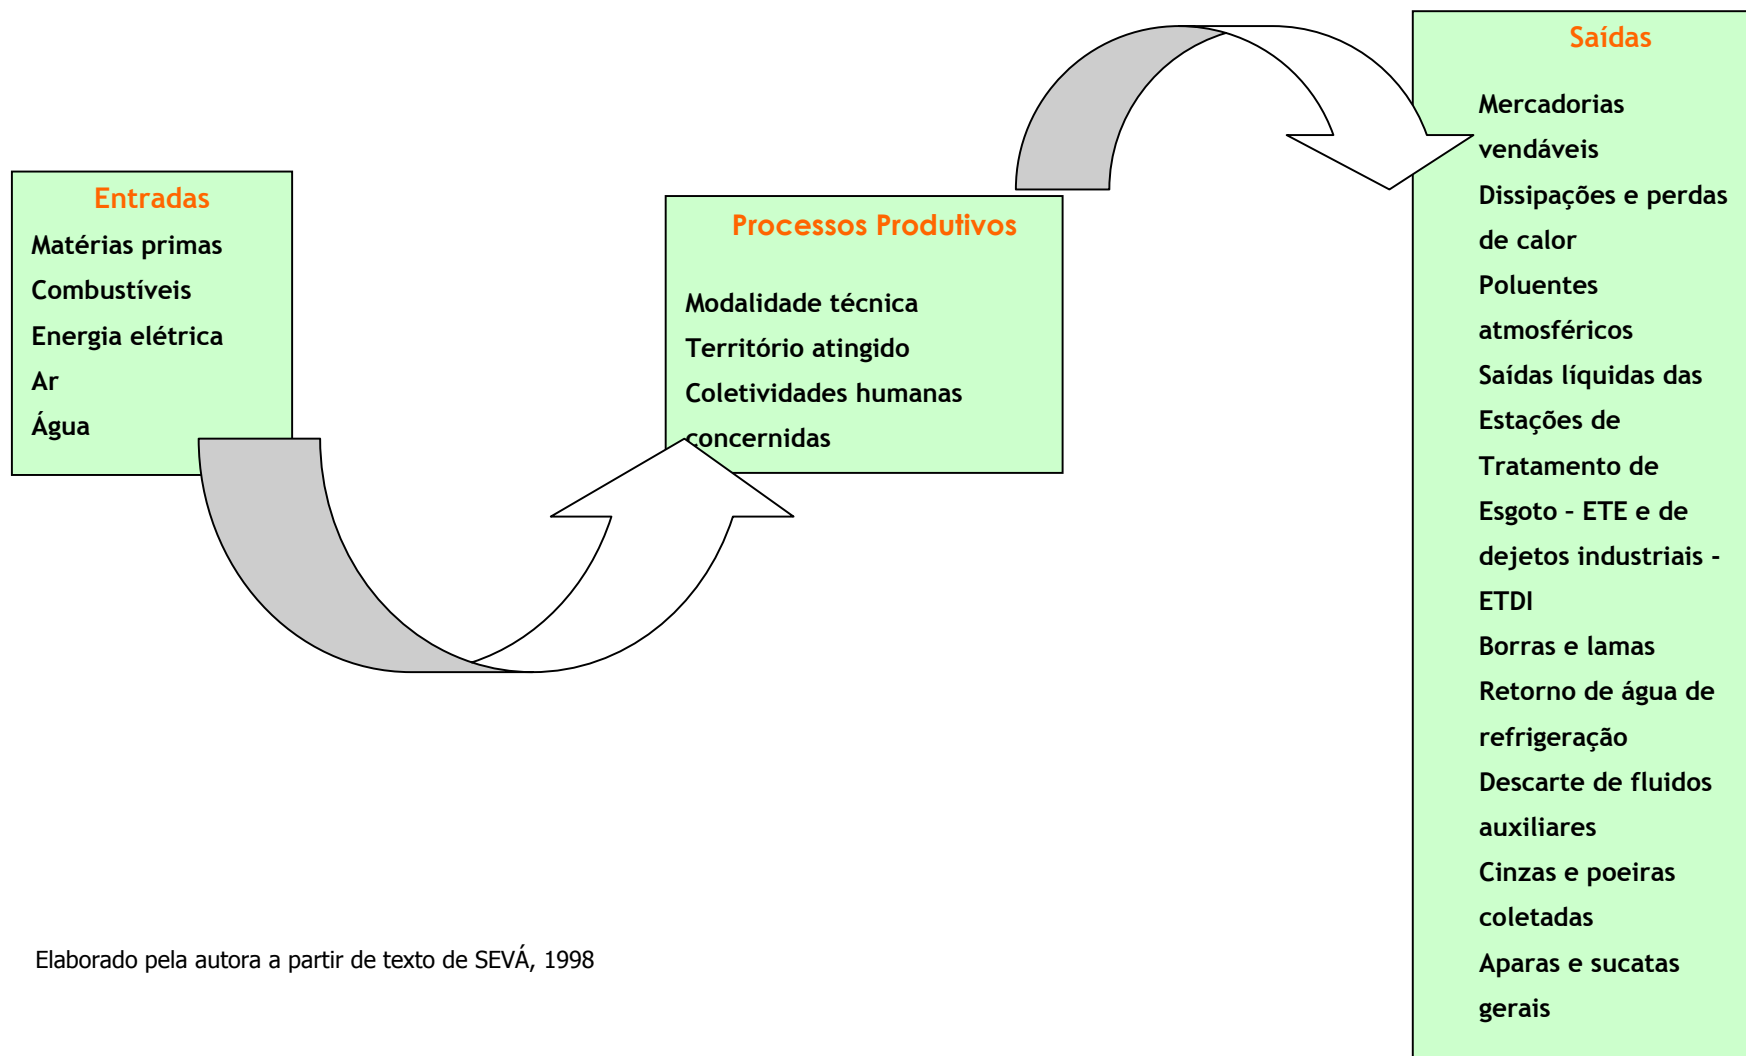 Entradas
Matérias primas
Combustíveis
Energia elétrica
Ar
Água
Processos Produtivos
Modalidade técnica
Território atingido
Coletividades humanas
concernidas
Saídas
Mercadorias
vendáveis
Dissipações e perdas
de calor
Poluentes
atmosféricos
Saídas líquidas das
Estações de
Tratamento de
Esgoto – ETE e de
dejetos industriais -
ETDI
Borras e lamas
Retorno de água de
refrigeração
Descarte de fluidos
auxiliares
Cinzas e poeiras
coletadas
Aparas e sucatas
gerais
Elaborado pela autora a partir de texto de SEVÁ, 1998